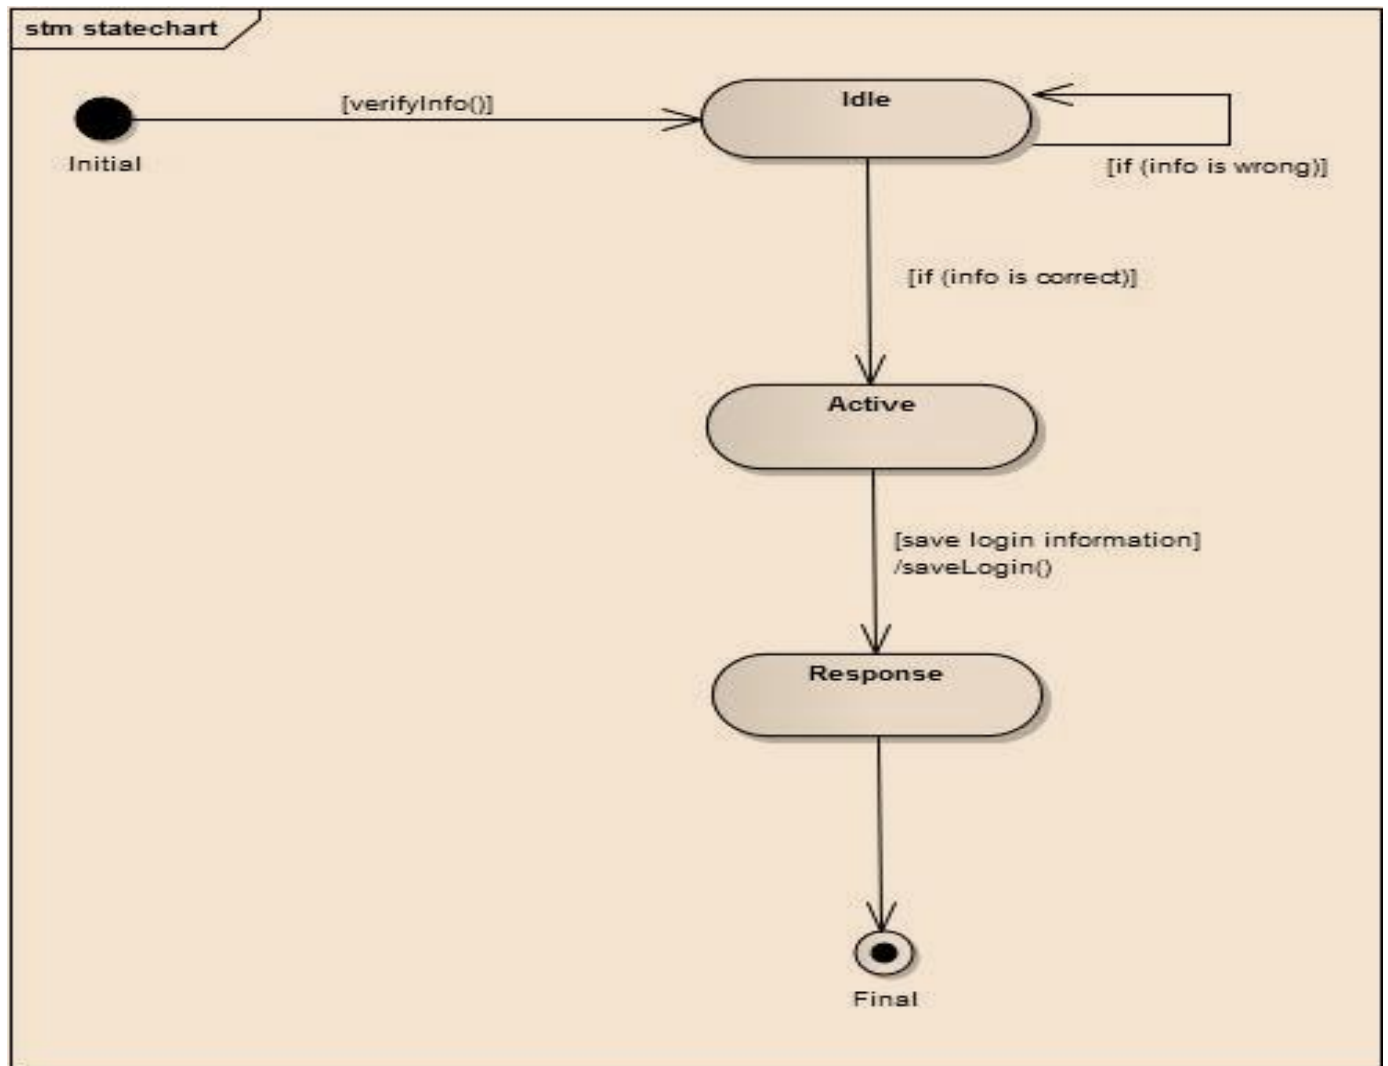 stm statechart
[verifyInfo()]
Idle
Initial
[if (info is wrong)]
[if (info is correct)]
Active
[save login information]
/saveLogin()
Response
Final